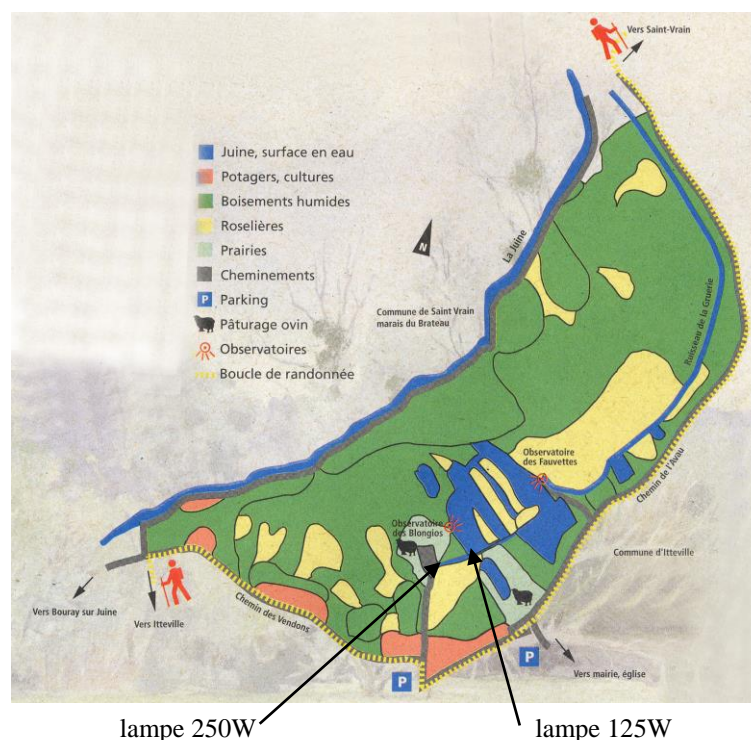 Vers Saint-Vrain
Juine, surface en eau
Potagers, cultures
Boisements humides
Roselières
Prairies
Cheminements
P Parking
Pâturage ovin
Observatoires
Boucle de randonnée
N
La Juine
Commune de Saint Vrain
marais du Brateau
Ruisseau de la Gruerie
Observatoire
des Fauvettes
Chemin de l'Avau
Observatoire
des Blongios
Commune d'Itteville
Vers Bouray sur Juine
Vers Itteville
Chemin des Vendons
P
P
Vers mairie, église
lampe 250W
lampe 125W